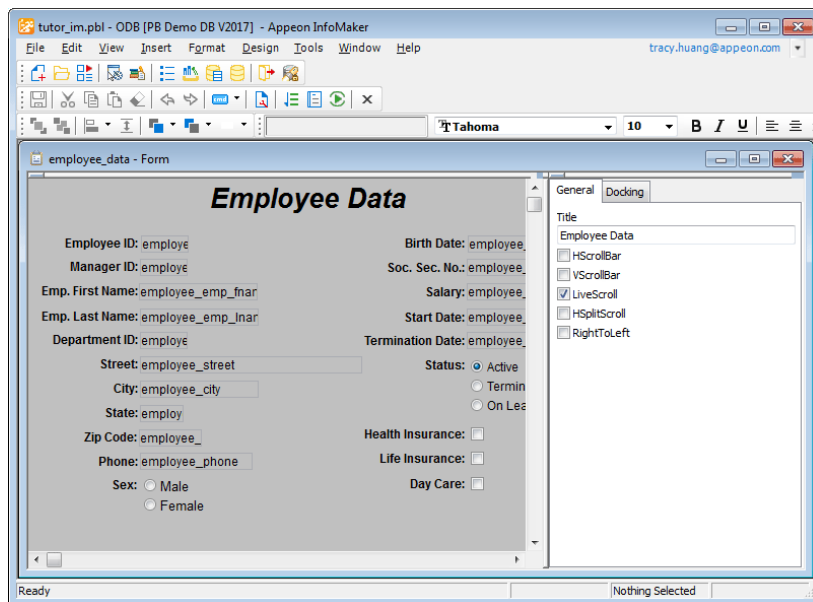 tutor_im.pbl - ODB [PB Demo DB V2017] - Appeon InfoMaker
File Edit View Insert Format Design Tools Window Help tracy.huang@appeon.com
Tahoma 10 B I U
employee_data - Form
Employee Data
Employee ID: employe
Manager ID: employe
Emp. First Name: employee_emp_fnar
Emp. Last Name: employee_emp_lnar
Department ID: employe
Street: employee_street
City: employee_city
State: employ
Zip Code: employee_
Phone: employee_phone
Sex: Male
Female
Birth Date: employee_
Soc. Sec. No.: employee_
Salary: employee_
Start Date: employee_
Termination Date: employee_
Status: Active
Termin
On Lea
Health Insurance:
Life Insurance:
Day Care:
General Docking
Title
Employee Data
HScrollBar
VScrollBar
LiveScroll
HSplitScroll
RightToLeft
Ready Nothing Selected